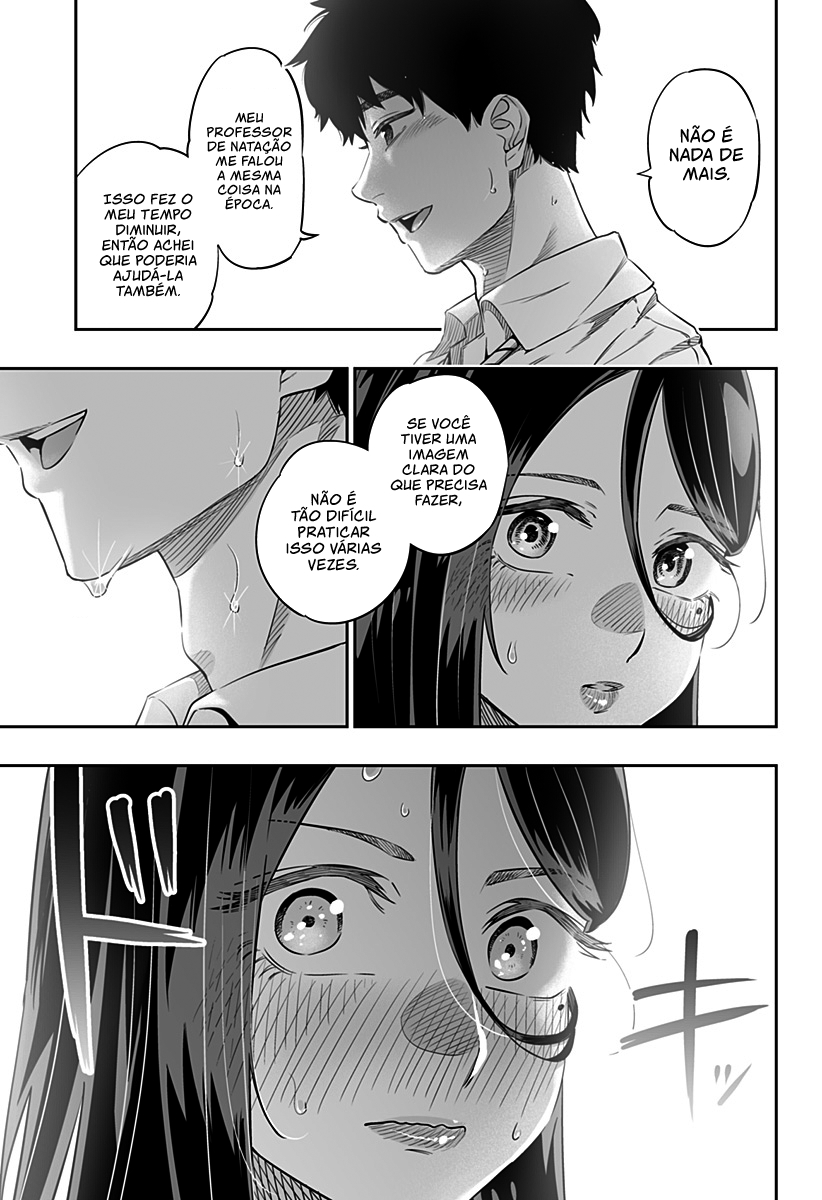 NÃO É
NADA DE
MAIS.
MEU
PROFESSOR
DE NATAÇÃO
ME FALOU
A MESMA
COISA NA
ÉPOCA.
ISSO FEZ O
MEU TEMPO
DIMINUIR,
ENTÃO ACHEI
QUE PODERIA
AJUDÁ-LA
TAMBÉM.
SE VOCÊ
TIVER UMA
IMAGEM
CLARA DO
QUE PRECISA
FAZER,
NÃO É
TÃO DIFÍCIL
PRATICAR
ISSO VÁRIAS
VEZES.
ド
キッ